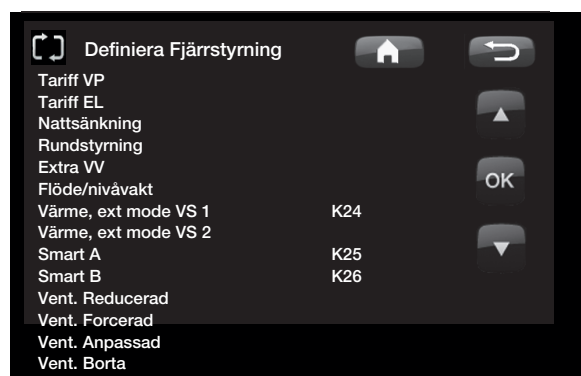 Definiera Fjärrstyrning
Tariff VP
Tariff EL
Nattsänkning
Rundstyrning
Extra VV
Flöde/nivåvakt
OK
Värme, ext mode VS 1 K24
Värme, ext mode VS 2
Smart A K25
Smart B K26
Vent. Reducerad
Vent. Forcerad
Vent. Anpassad
Vent. Borta